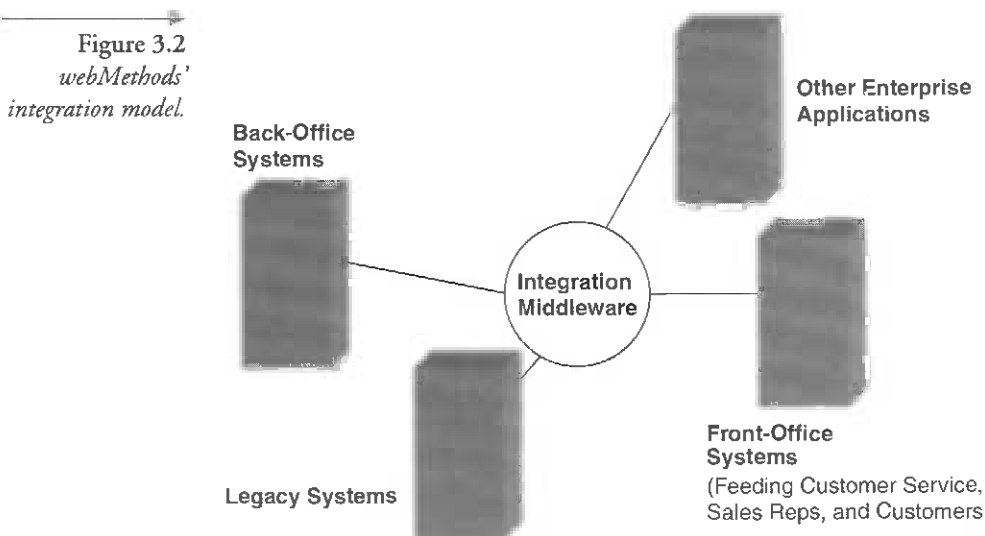 Figure 3.2
webMethods'
integration model.
Other Enterprise
Applications
Back-Office
Systems
Integration
Middleware
Front-Office
Systems
(Feeding Customer Service,
Sales Reps, and Customers
Legacy Systems